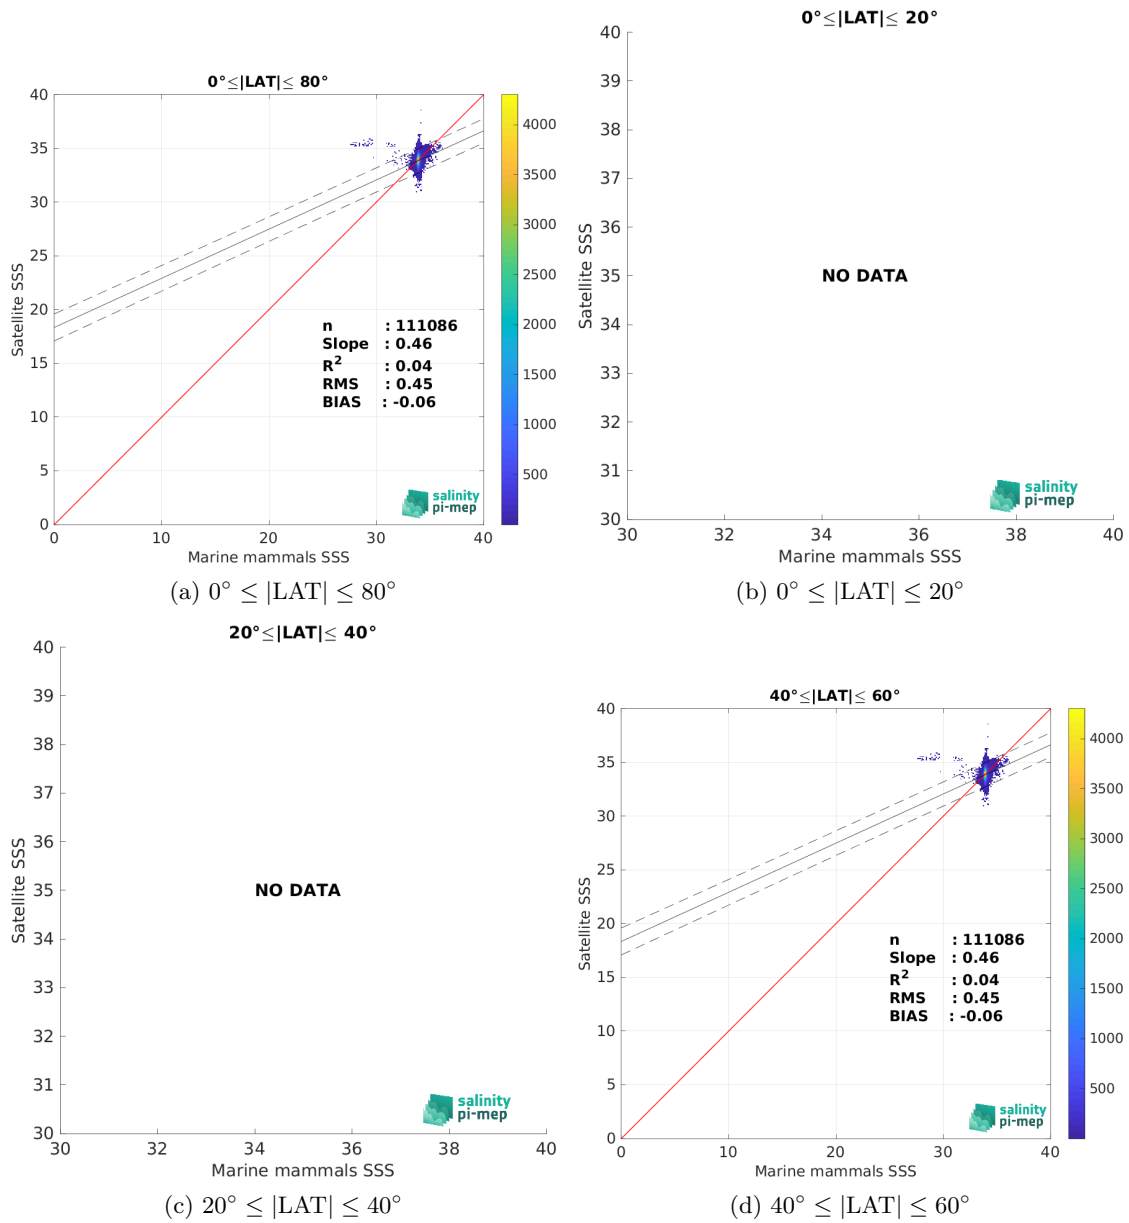 0°≤|LAT|≤ 80°
40
35
30
25
20
15
10
5
0
0
10
20
30
40
Satellite SSS
Marine mammals SSS
n : 111086
Slope : 0.46
R² : 0.04
RMS : 0.45
BIAS : -0.06
salinity
pi-mep
4000
3500
3000
2500
2000
1500
1000
500
(a) 0° ≤ |LAT| ≤ 80°
0°≤|LAT|≤ 20°
40
39
38
37
36
35
34
33
32
31
30
30
32
34
36
38
40
Satellite SSS
NO DATA
Marine mammals SSS
salinity
pi-mep
(b) 0° ≤ |LAT| ≤ 20°
20°≤|LAT|≤ 40°
40
39
38
37
36
35
34
33
32
31
30
30
32
34
36
38
40
Satellite SSS
NO DATA
Marine mammals SSS
salinity
pi-mep
(c) 20° ≤ |LAT| ≤ 40°
40°≤|LAT|≤ 60°
40
35
30
25
20
15
10
5
0
0
10
20
30
40
Satellite SSS
Marine mammals SSS
n : 111086
Slope : 0.46
R² : 0.04
RMS : 0.45
BIAS : -0.06
salinity
pi-mep
4000
3500
3000
2500
2000
1500
1000
500
(d) 40° ≤ |LAT| ≤ 60°